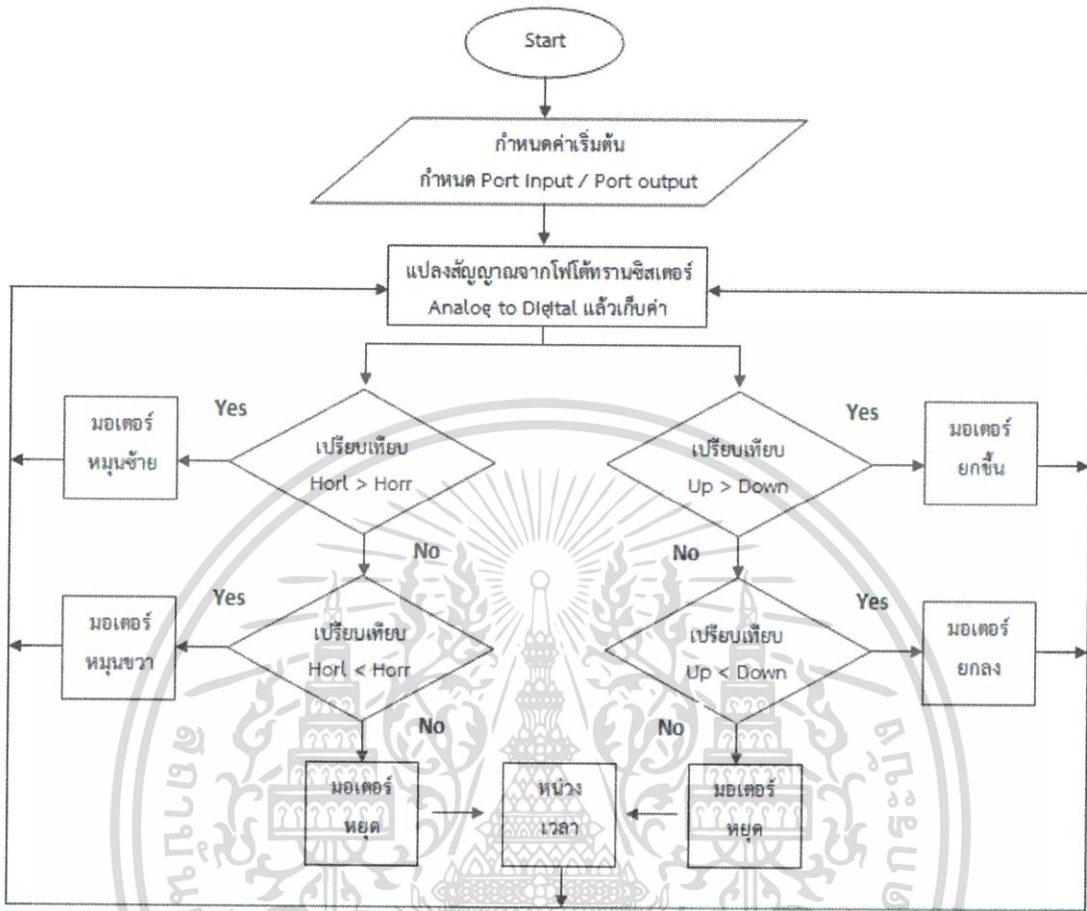 Start
กำหนดค่าเริ่มต้น
กำหนด Port Input / Port output
แปลงสัญญาณจากโฟโต้ทรานซิสเตอร์
Analog to Digital แล้วเก็บค่า
Yes
มอเตอร์
หมุนซ้าย
เปรียบเทียบ
Horl > Horr
เปรียบเทียบ
Up > Down
Yes
มอเตอร์
ยกขึ้น
No
No
Yes
มอเตอร์
หมุนขวา
เปรียบเทียบ
Horl < Horr
เปรียบเทียบ
Up < Down
Yes
มอเตอร์
ยกลง
No
No
มอเตอร์
หยุด
หน่วง
เวลา
มอเตอร์
หยุด